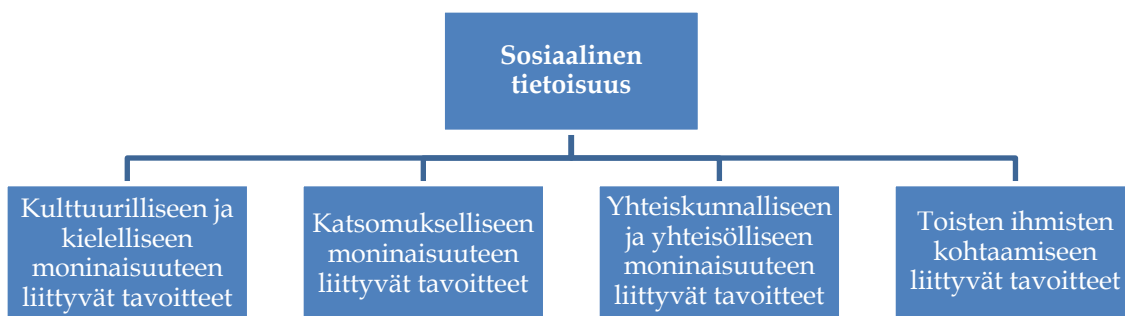 Sosiaalinen
tietoisuus
Kulttuurilliseen ja
kielelliseen
moninaisuuteen
liittyvät tavoitteet
Katsomukselliseen
moninaisuuteen
liittyvät tavoitteet
Yhteiskunnalliseen
ja yhteisölliseen
moninaisuuteen
liittyvät tavoitteet
Toisten ihmisten
kohtaamiseen
liittyvät tavoitteet